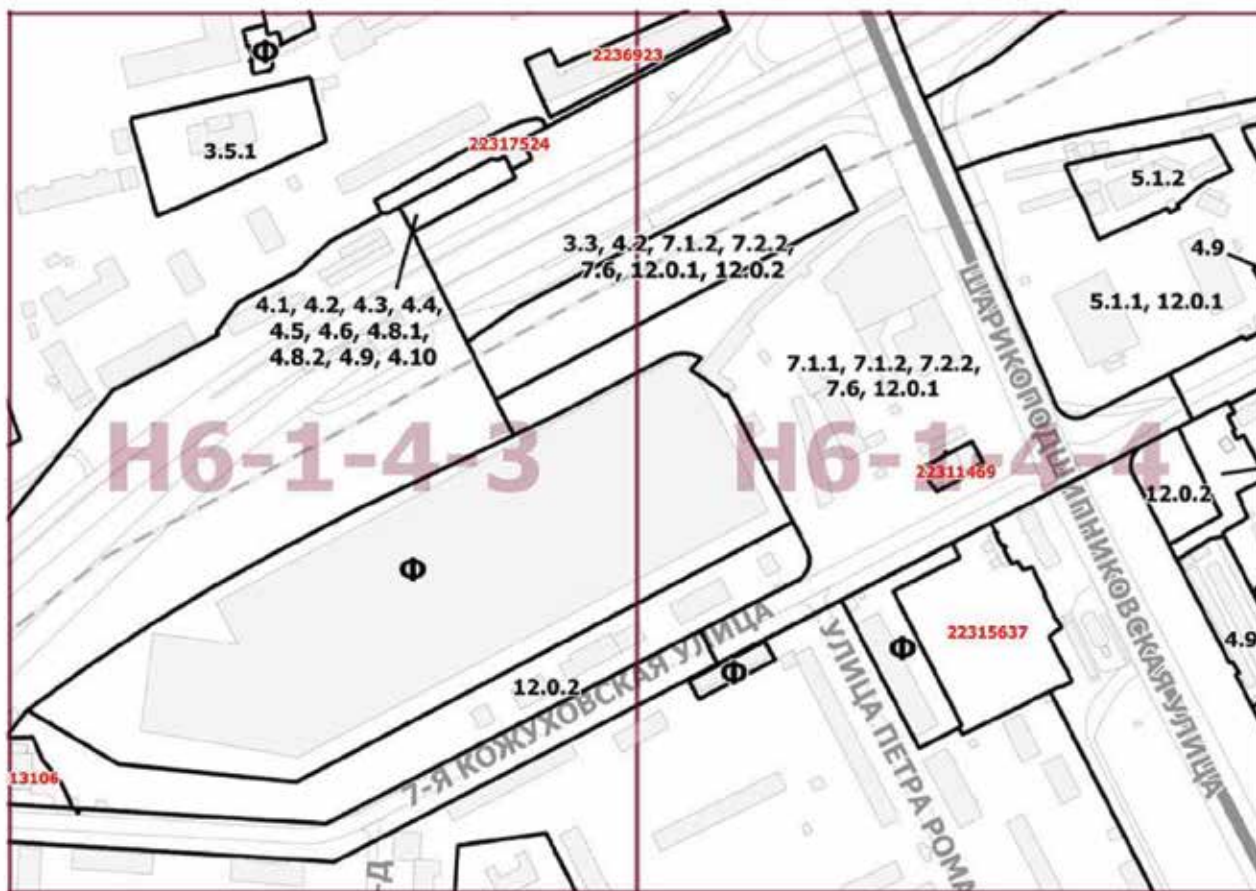 Ф
2236923
3.5.1
22317524
5.1.2
4.9
3.3, 4.2, 7.1.2, 7.2.2,
7.6, 12.0.1, 12.0.2
4.1, 4.2, 4.3, 4.4,
4.5, 4.6, 4.8.1,
4.8.2, 4.9, 4.10
5.1.1, 12.0.1
7.1.1, 7.1.2, 7.2.2,
7.6, 12.0.1
ШАРИКОПОДШИПНИКОВСКАЯ УЛИЦА
Н6-1-4-3
Н6-1-4-4
22311469
12.0.2
Ф
22315637
4.9
Ф
Ф
12.0.2
7-Я КОЖУХОВСКАЯ УЛИЦА
УЛИЦА ПЕТРА РОМА
13106
-Д